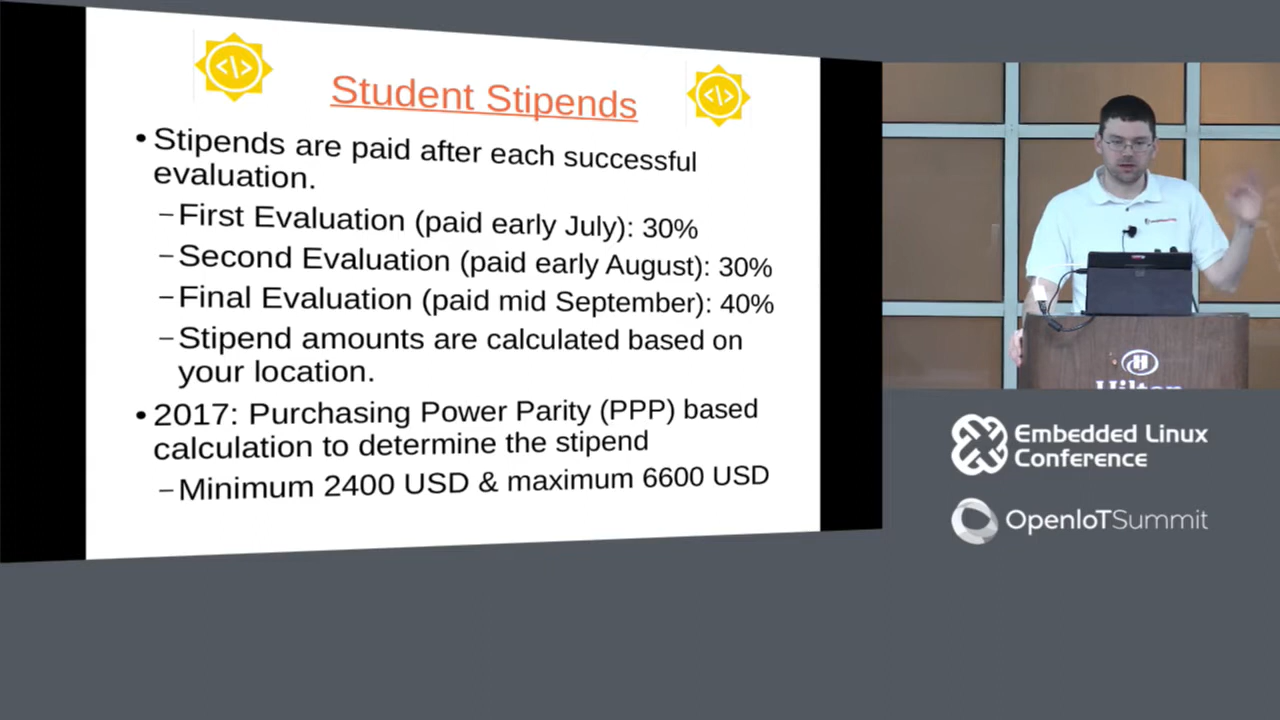 Student Stipends
• Stipends are paid after each successful
evaluation.
–First Evaluation (paid early July): 30%
–Second Evaluation (paid early August): 30%
–Final Evaluation (paid mid September): 40%
–Stipend amounts are calculated based on
your location.
• 2017: Purchasing Power Parity (PPP) based
calculation to determine the stipend
–Minimum 2400 USD & maximum 6600 USD
Hilton
Embedded Linux
Conference
OpenIoTSummit